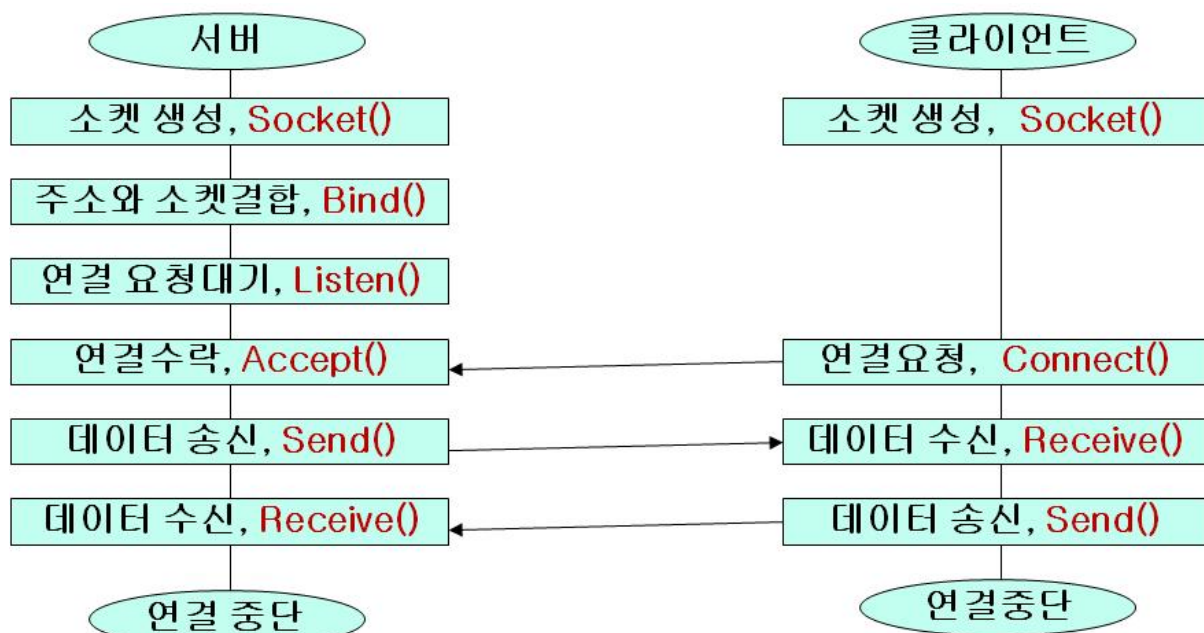 서버
소켓 생성, Socket()
주소와 소켓결합, Bind()
연결 요청대기, Listen()
연결수락, Accept()
데이터 송신, Send()
데이터 수신, Receive()
연결 중단
클라이언트
소켓 생성, Socket()
연결요청, Connect()
데이터 수신, Receive()
데이터 송신, Send()
연결중단